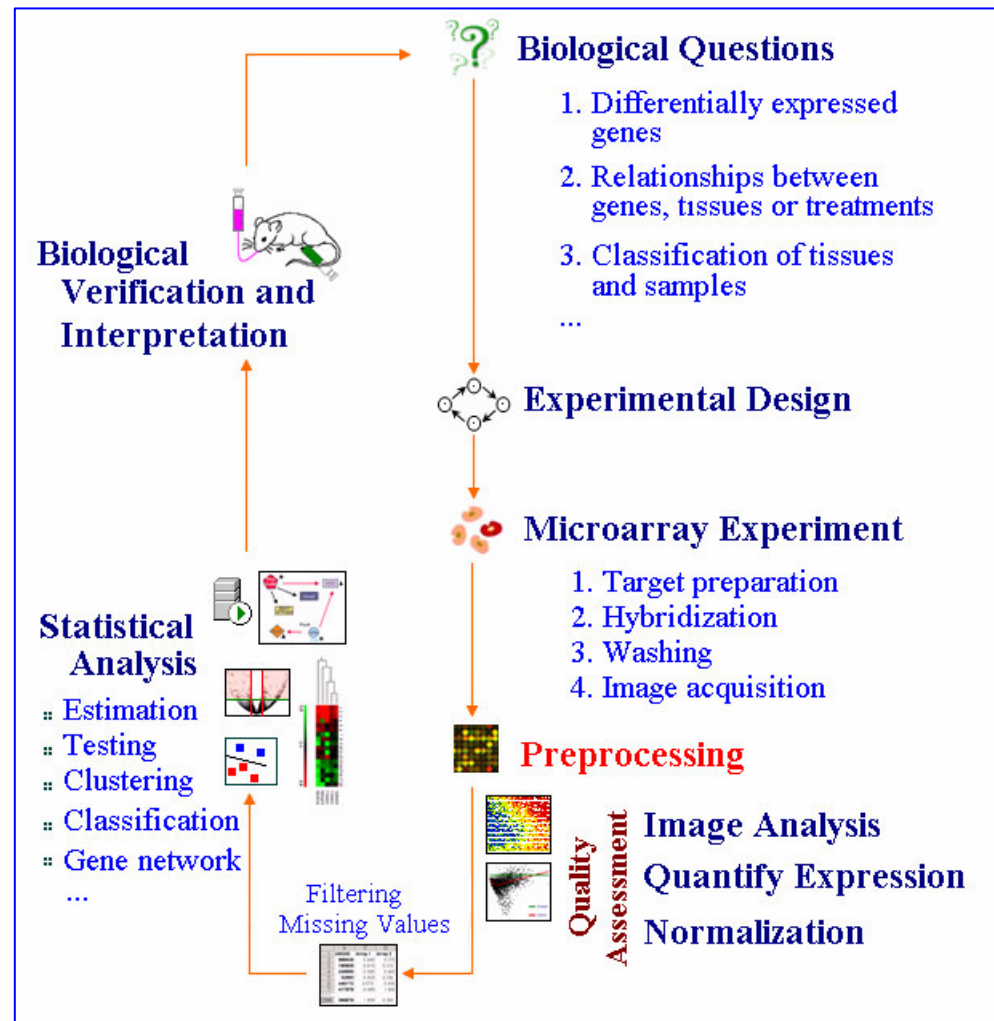 Biological Questions
1. Differentially expressed
genes
2. Relationships between
genes, tissues or treatments
3. Classification of tissues
and samples
...
Experimental Design
Microarray Experiment
1. Target preparation
2. Hybridization
3. Washing
4. Image acquisition
Preprocessing
Quality
Assessment
Image Analysis
Quantify Expression
Normalization
Filtering
Missing Values
Statistical
Analysis
Estimation
Testing
Clustering
Classification
Gene network
...
Biological
Verification and
Interpretation